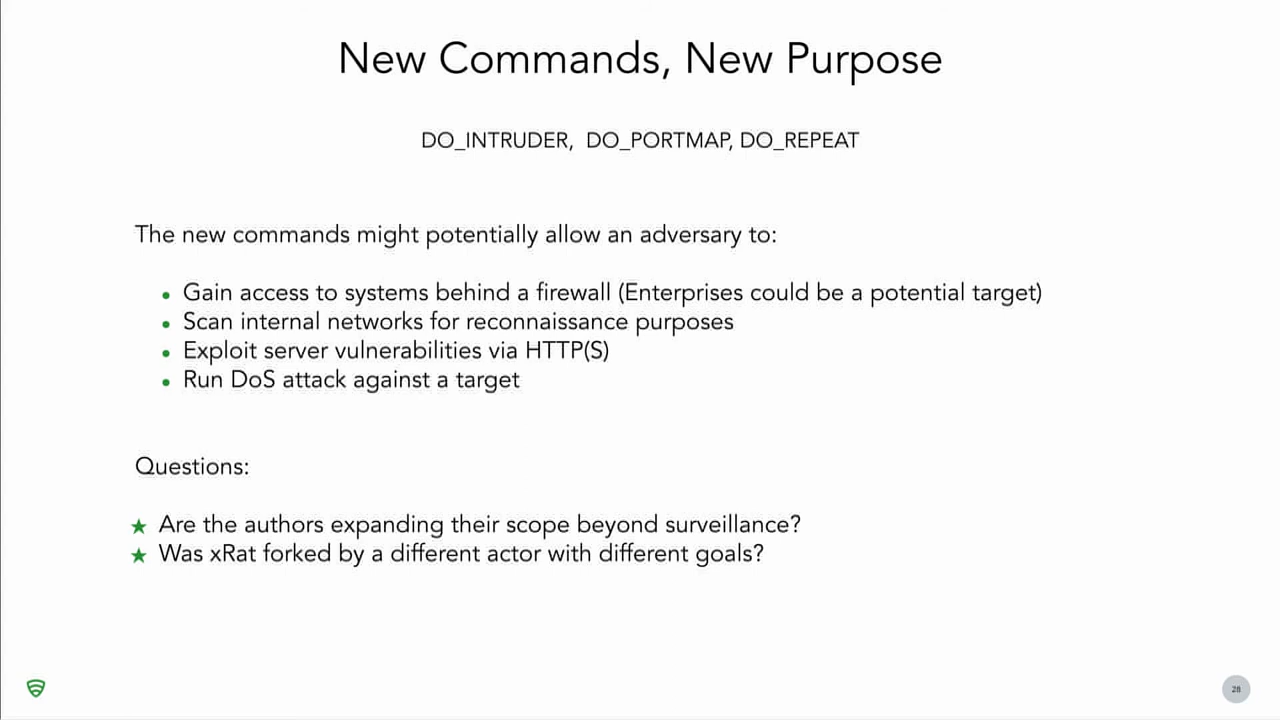 New Commands, New Purpose
DO_INTRUDER, DO_PORTMAP, DO_REPEAT
The new commands might potentially allow an adversary to:
• Gain access to systems behind a firewall (Enterprises could be a potential target)
• Scan internal networks for reconnaissance purposes
• Exploit server vulnerabilities via HTTP(S)
• Run DoS attack against a target
Questions:
★ Are the authors expanding their scope beyond surveillance?
★ Was xRat forked by a different actor with different goals?
26